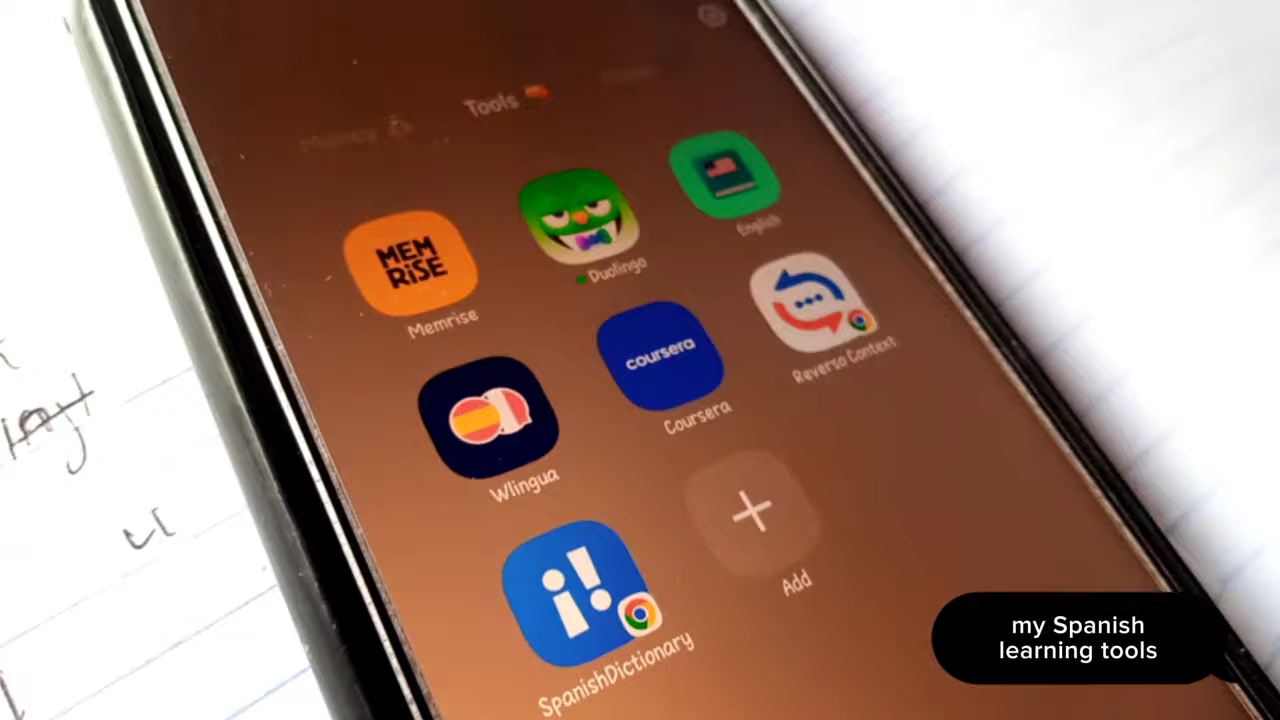 Tools
MEM
RiSE
Memrise
Duolingo
English
Wlingua
coursera
Coursera
Reverso Context
¡!
SpanishDictionary
+
Add
my Spanish
learning tools